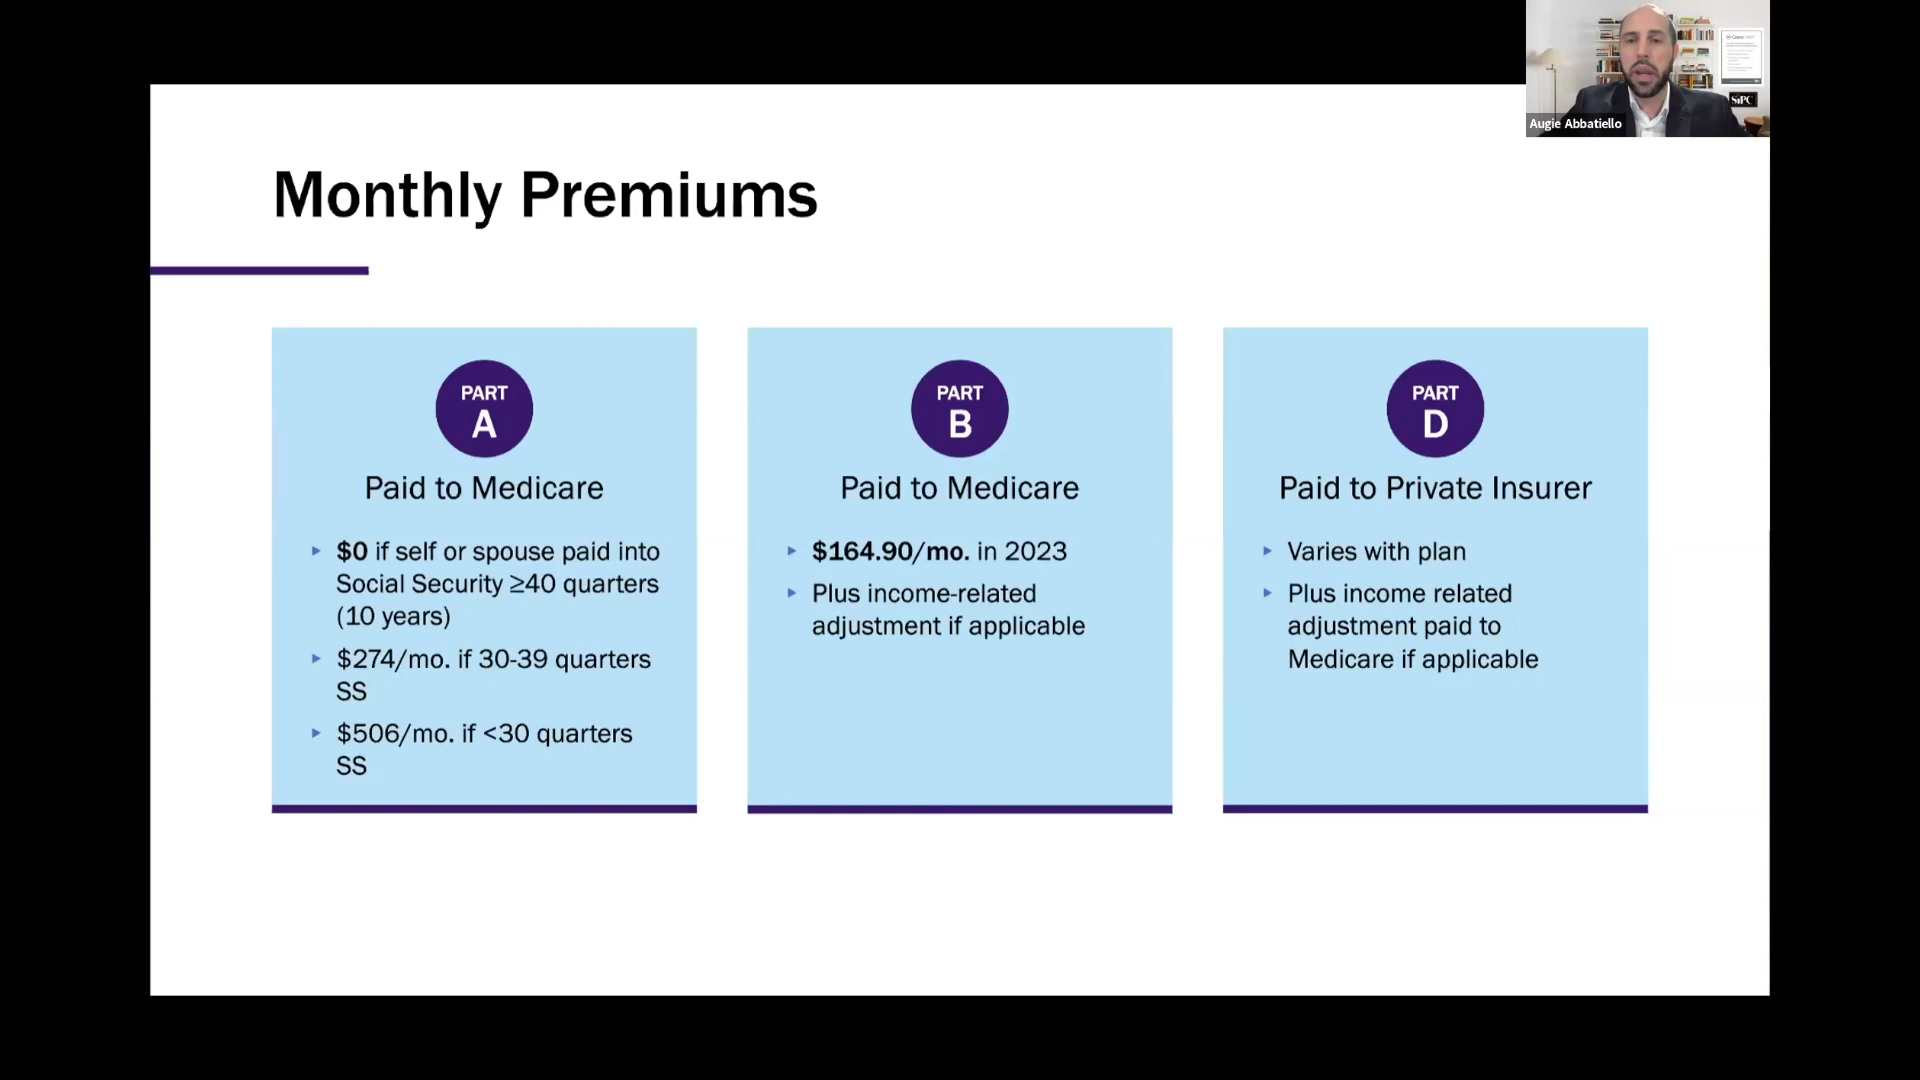 SiPC
Augie Abbatiello
Monthly Premiums
PART
A
Paid to Medicare
▸ $0 if self or spouse paid into
Social Security ≥40 quarters
(10 years)
▸ $274/mo. if 30-39 quarters
SS
▸ $506/mo. if <30 quarters
SS
PART
B
Paid to Medicare
▸ $164.90/mo. in 2023
▸ Plus income-related
adjustment if applicable
PART
D
Paid to Private Insurer
▸ Varies with plan
▸ Plus income related
adjustment paid to
Medicare if applicable